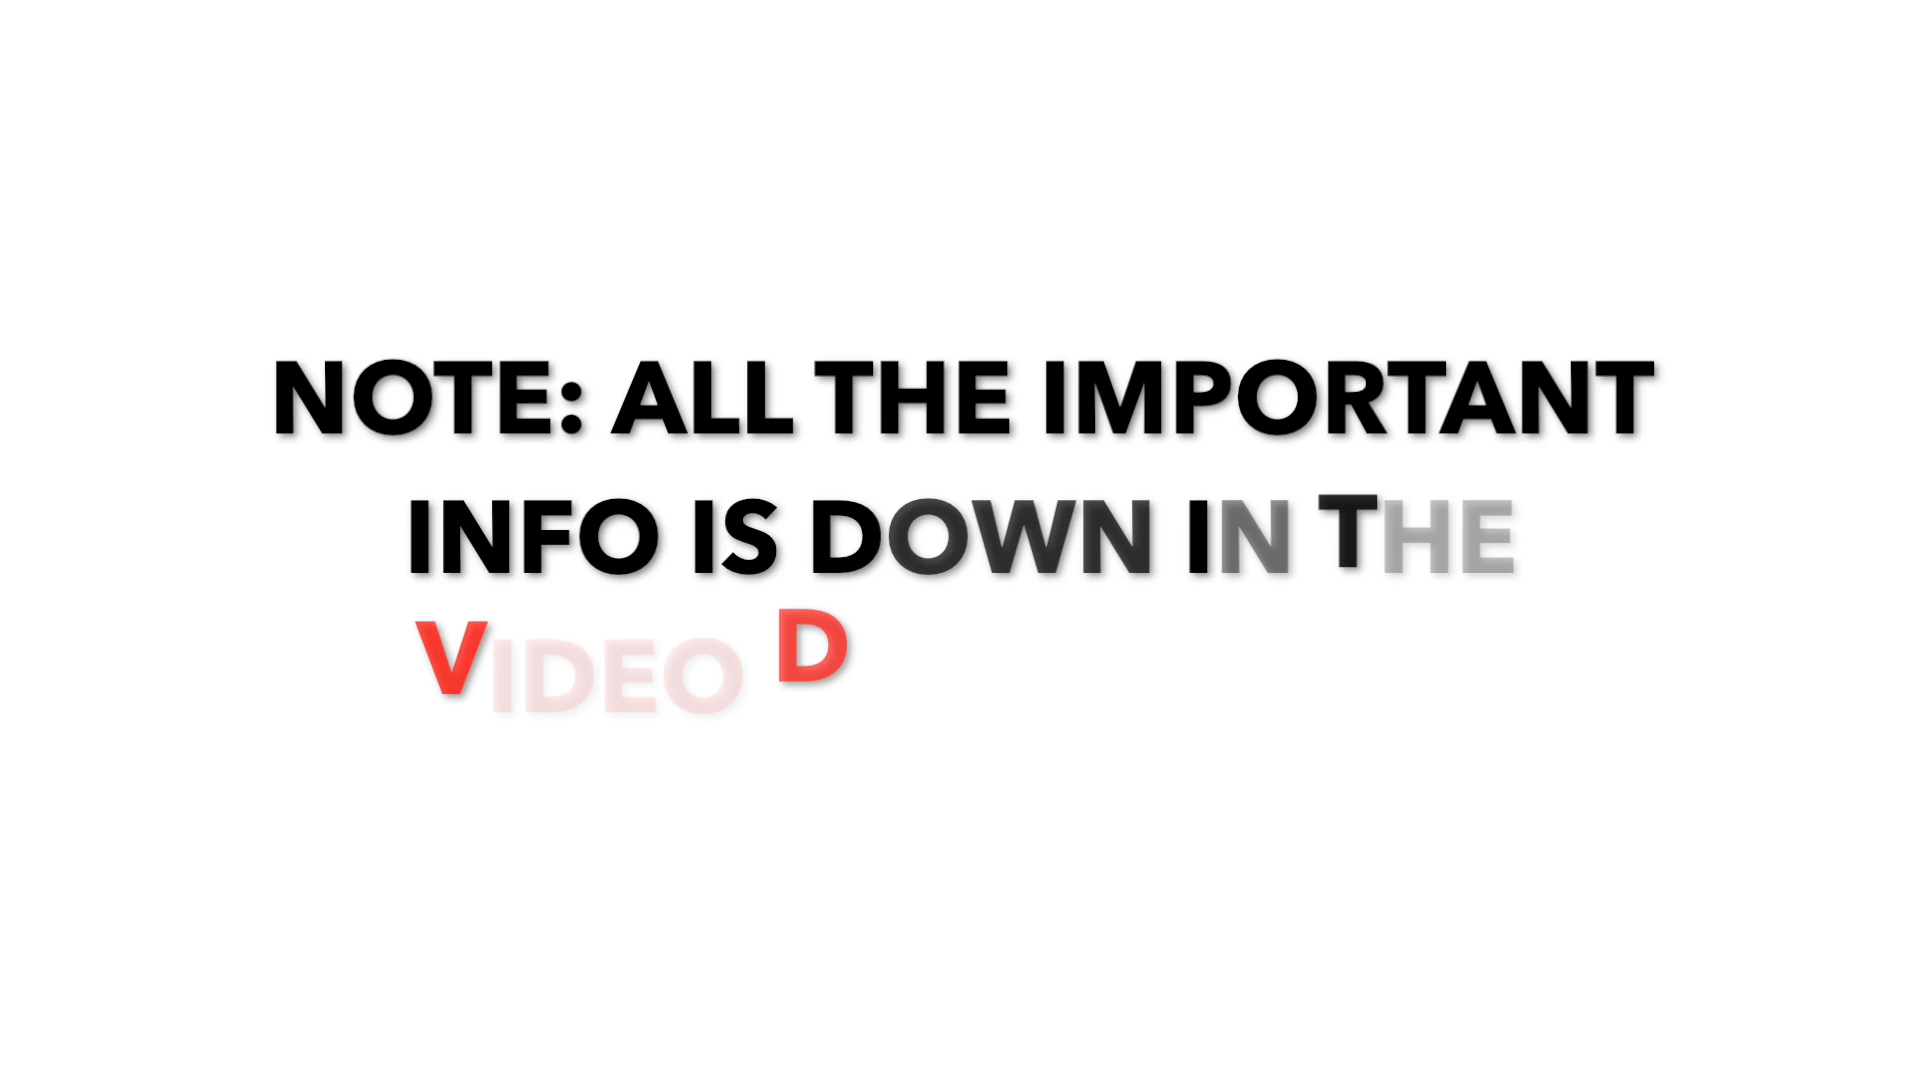 NOTE: ALL THE IMPORTANT
INFO IS DOWN IN THE
VIDEO D